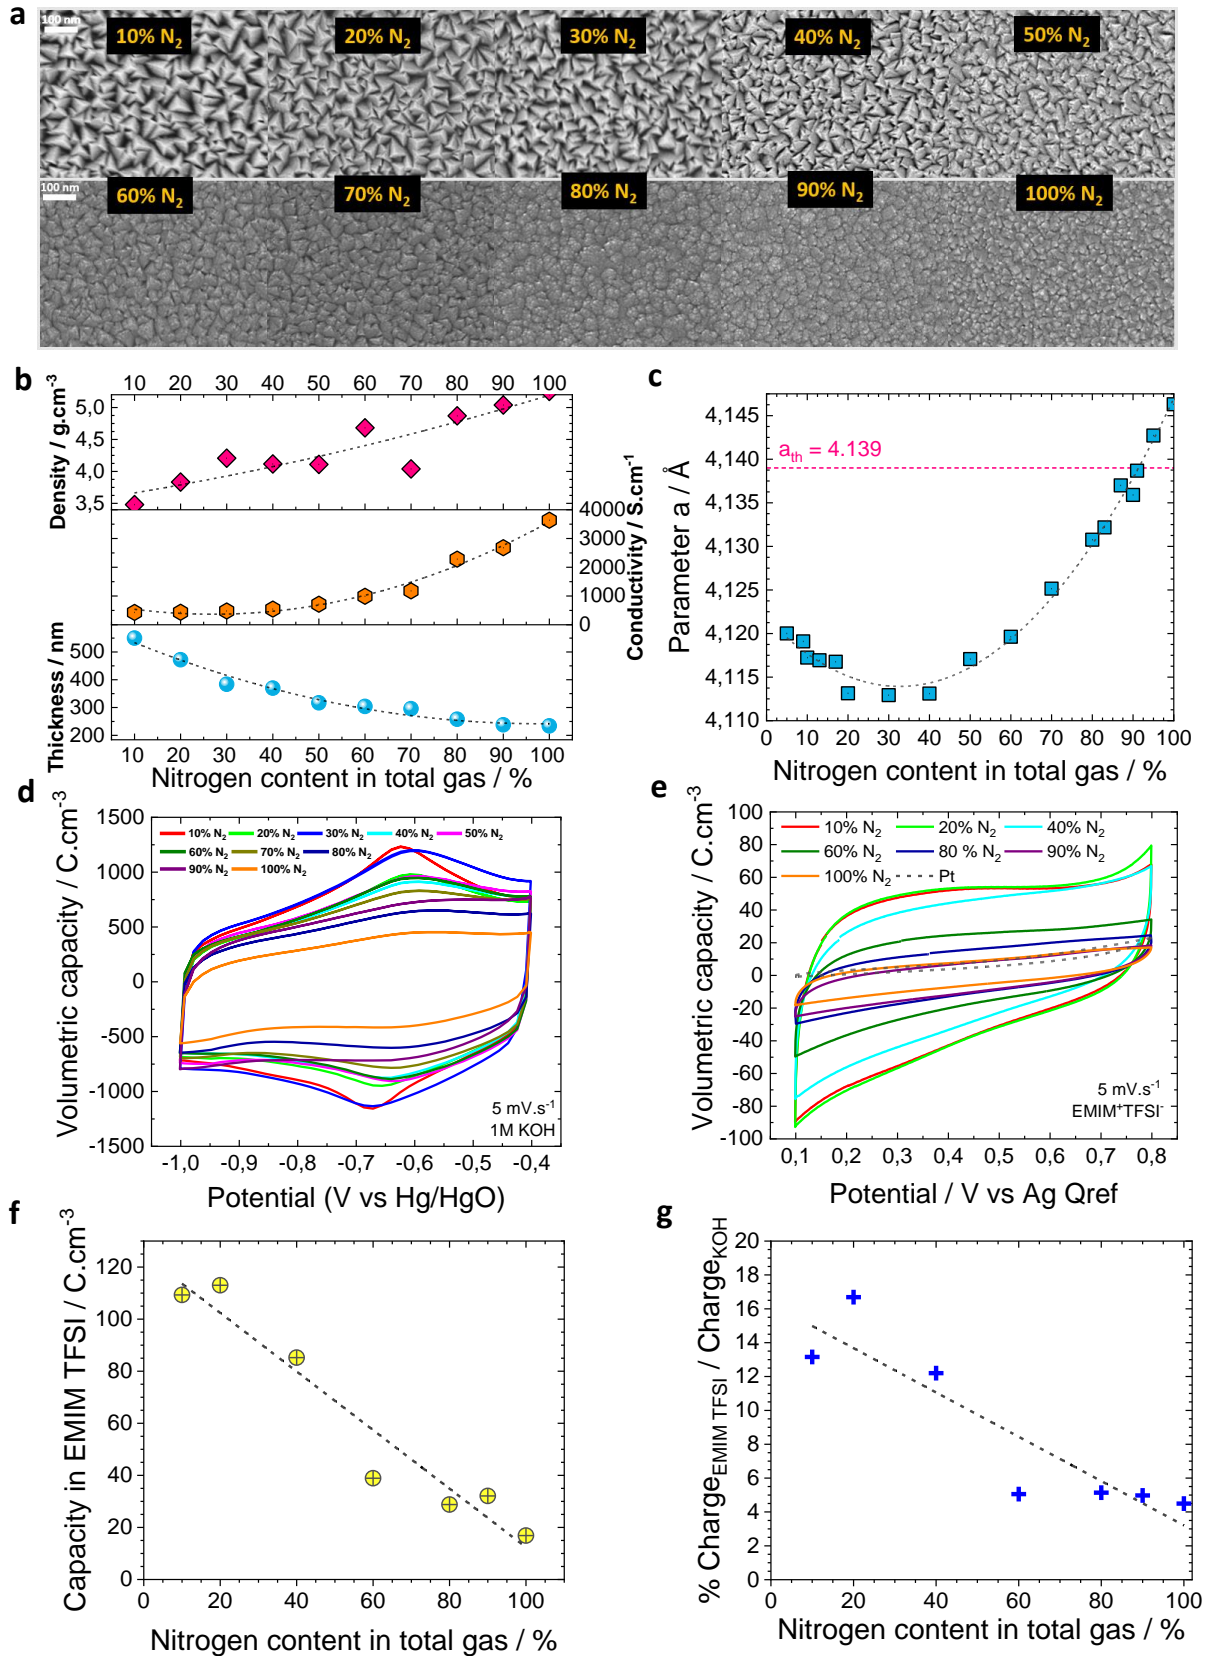 a
100 nm
10% N2
20% N2
30% N2
40% N2
50% N2
100 nm
60% N2
70% N2
80% N2
90% N2
100% N2
b
10 20 30 40 50 60 70 80 90 100
Density / g.cm-3
5,0
4,5
4,0
3,5
Conductivity / S.cm-1
4000
3000
2000
1000
0
Thickness / nm
500
400
300
200
10 20 30 40 50 60 70 80 90 100
Nitrogen content in total gas / %
c
Parameter a / Å
4,145
4,140
4,135
4,130
4,125
4,120
4,115
4,110
ath = 4.139
0 10 20 30 40 50 60 70 80 90 100
Nitrogen content in total gas / %
d
Volumetric capacity / C.cm-3
1500
1000
500
0
-500
-1000
-1500
10% N2 20% N2 30% N2 40% N2 50% N2
60% N2 70% N2 80% N2
90% N2 100% N2
5 mV.s-1
1M KOH
-1,0 -0,9 -0,8 -0,7 -0,6 -0,5 -0,4
Potential (V vs Hg/HgO)
e
Volumetric capacity / C.cm-3
100
80
60
40
20
0
-20
-40
-60
-80
-100
10% N2 20% N2 40% N2
60% N2 80 % N2 90% N2
100% N2 Pt
5 mV.s-1
EMIM+TFSI-
0,1 0,2 0,3 0,4 0,5 0,6 0,7 0,8
Potential / V vs Ag Qref
f
Capacity in EMIM TFSI / C.cm-3
120
100
80
60
40
20
0
0 20 40 60 80 100
Nitrogen content in total gas / %
g
% ChargeEMIM TFSI / ChargeKOH
20
18
16
14
12
10
8
6
4
2
0
0 20 40 60 80 100
Nitrogen content in total gas / %